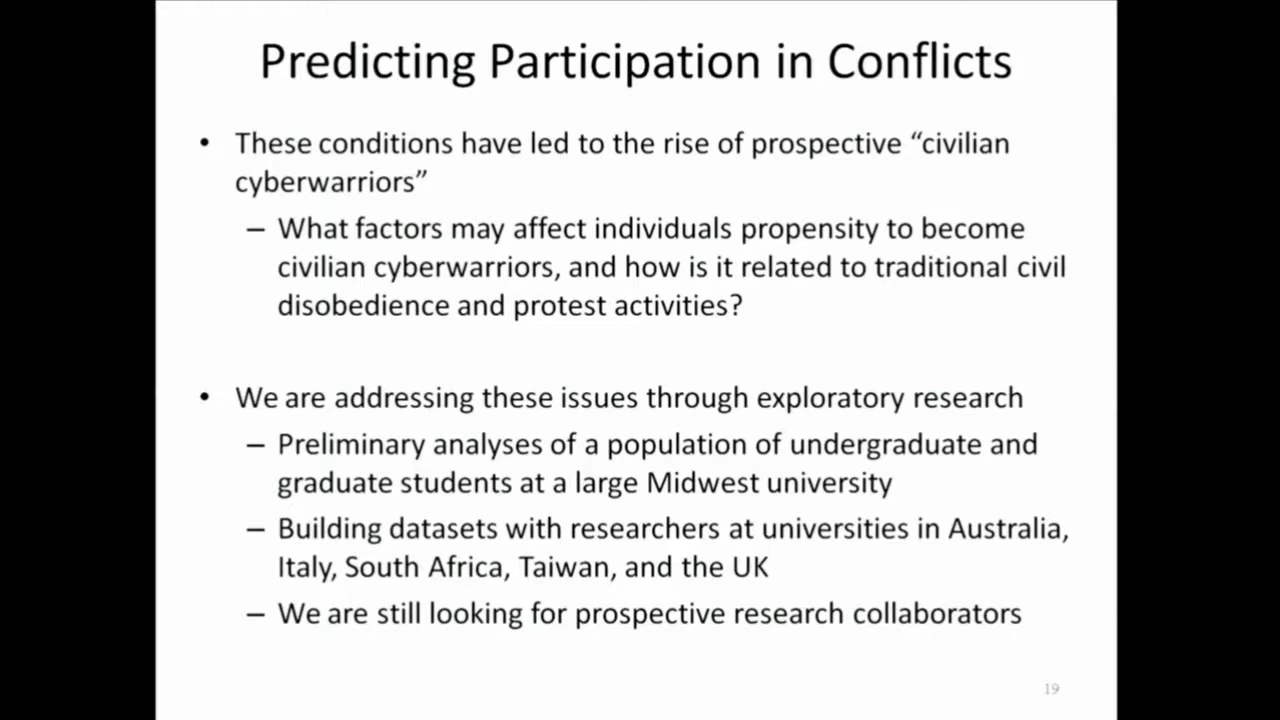 Predicting Participation in Conflicts
• These conditions have led to the rise of prospective “civilian
cyberwarriors”
– What factors may affect individuals propensity to become
civilian cyberwarriors, and how is it related to traditional civil
disobedience and protest activities?
• We are addressing these issues through exploratory research
– Preliminary analyses of a population of undergraduate and
graduate students at a large Midwest university
– Building datasets with researchers at universities in Australia,
Italy, South Africa, Taiwan, and the UK
– We are still looking for prospective research collaborators
19